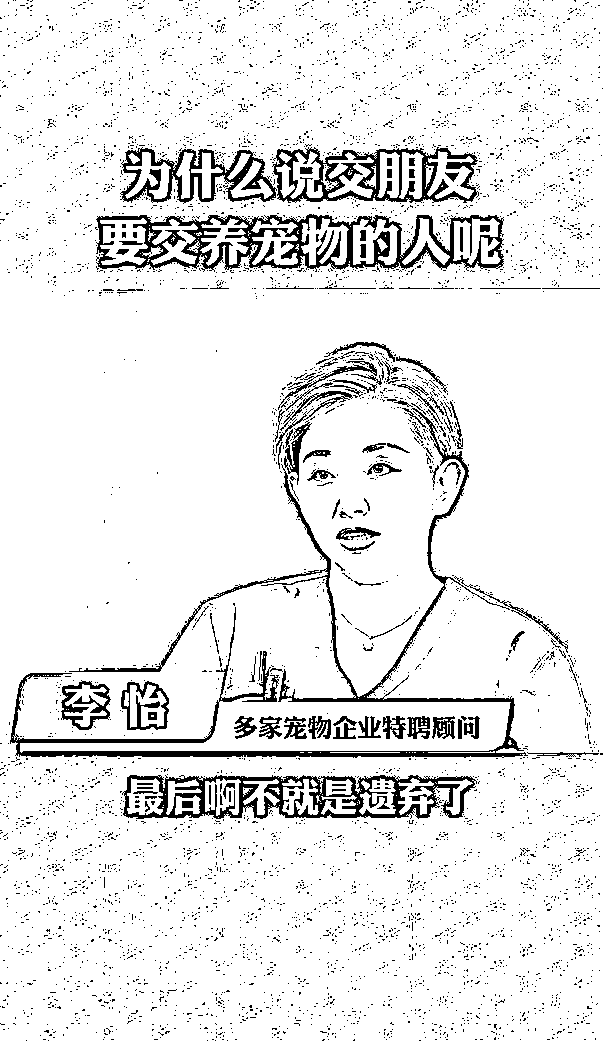 为什么说交朋友
要交养宠物的人呢
李怡
多家宠物企业特聘顾问
最后啊不就是遗弃了